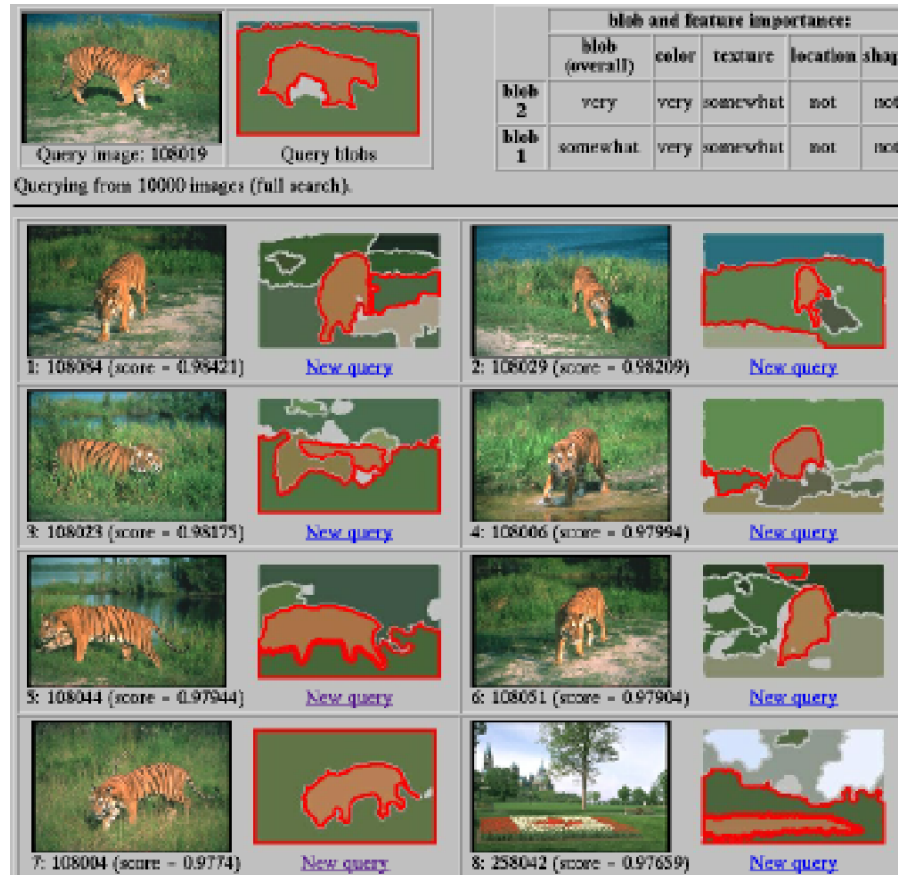 blob and feature importance:
blob (overall) color texture location shap
blob 2 very very somewhat not not
blob 1 somewhat very somewhat not not
Query image: 108019 Query blobs
Querying from 10000 images (full search).
1: 108084 (score = 0.98421) New query 2: 108029 (score = 0.98209) New query
3: 108023 (score = 0.98175) New query 4: 108006 (score = 0.97994) New query
5: 108044 (score = 0.97944) New query 6: 108051 (score = 0.97904) New query
7: 108004 (score = 0.9774) New query 8: 258042 (score = 0.97659) New query